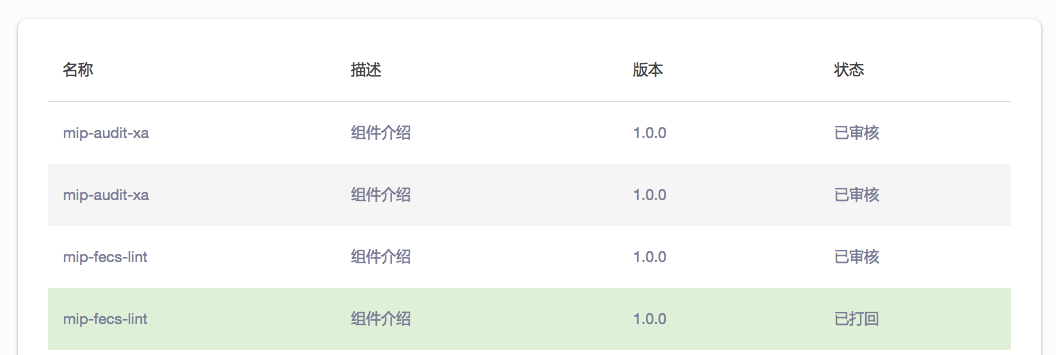 名称 描述 版本 状态
mip-audit-xa 组件介绍 1.0.0 已审核
mip-audit-xa 组件介绍 1.0.0 已审核
mip-fecs-lint 组件介绍 1.0.0 已审核
mip-fecs-lint 组件介绍 1.0.0 已打回